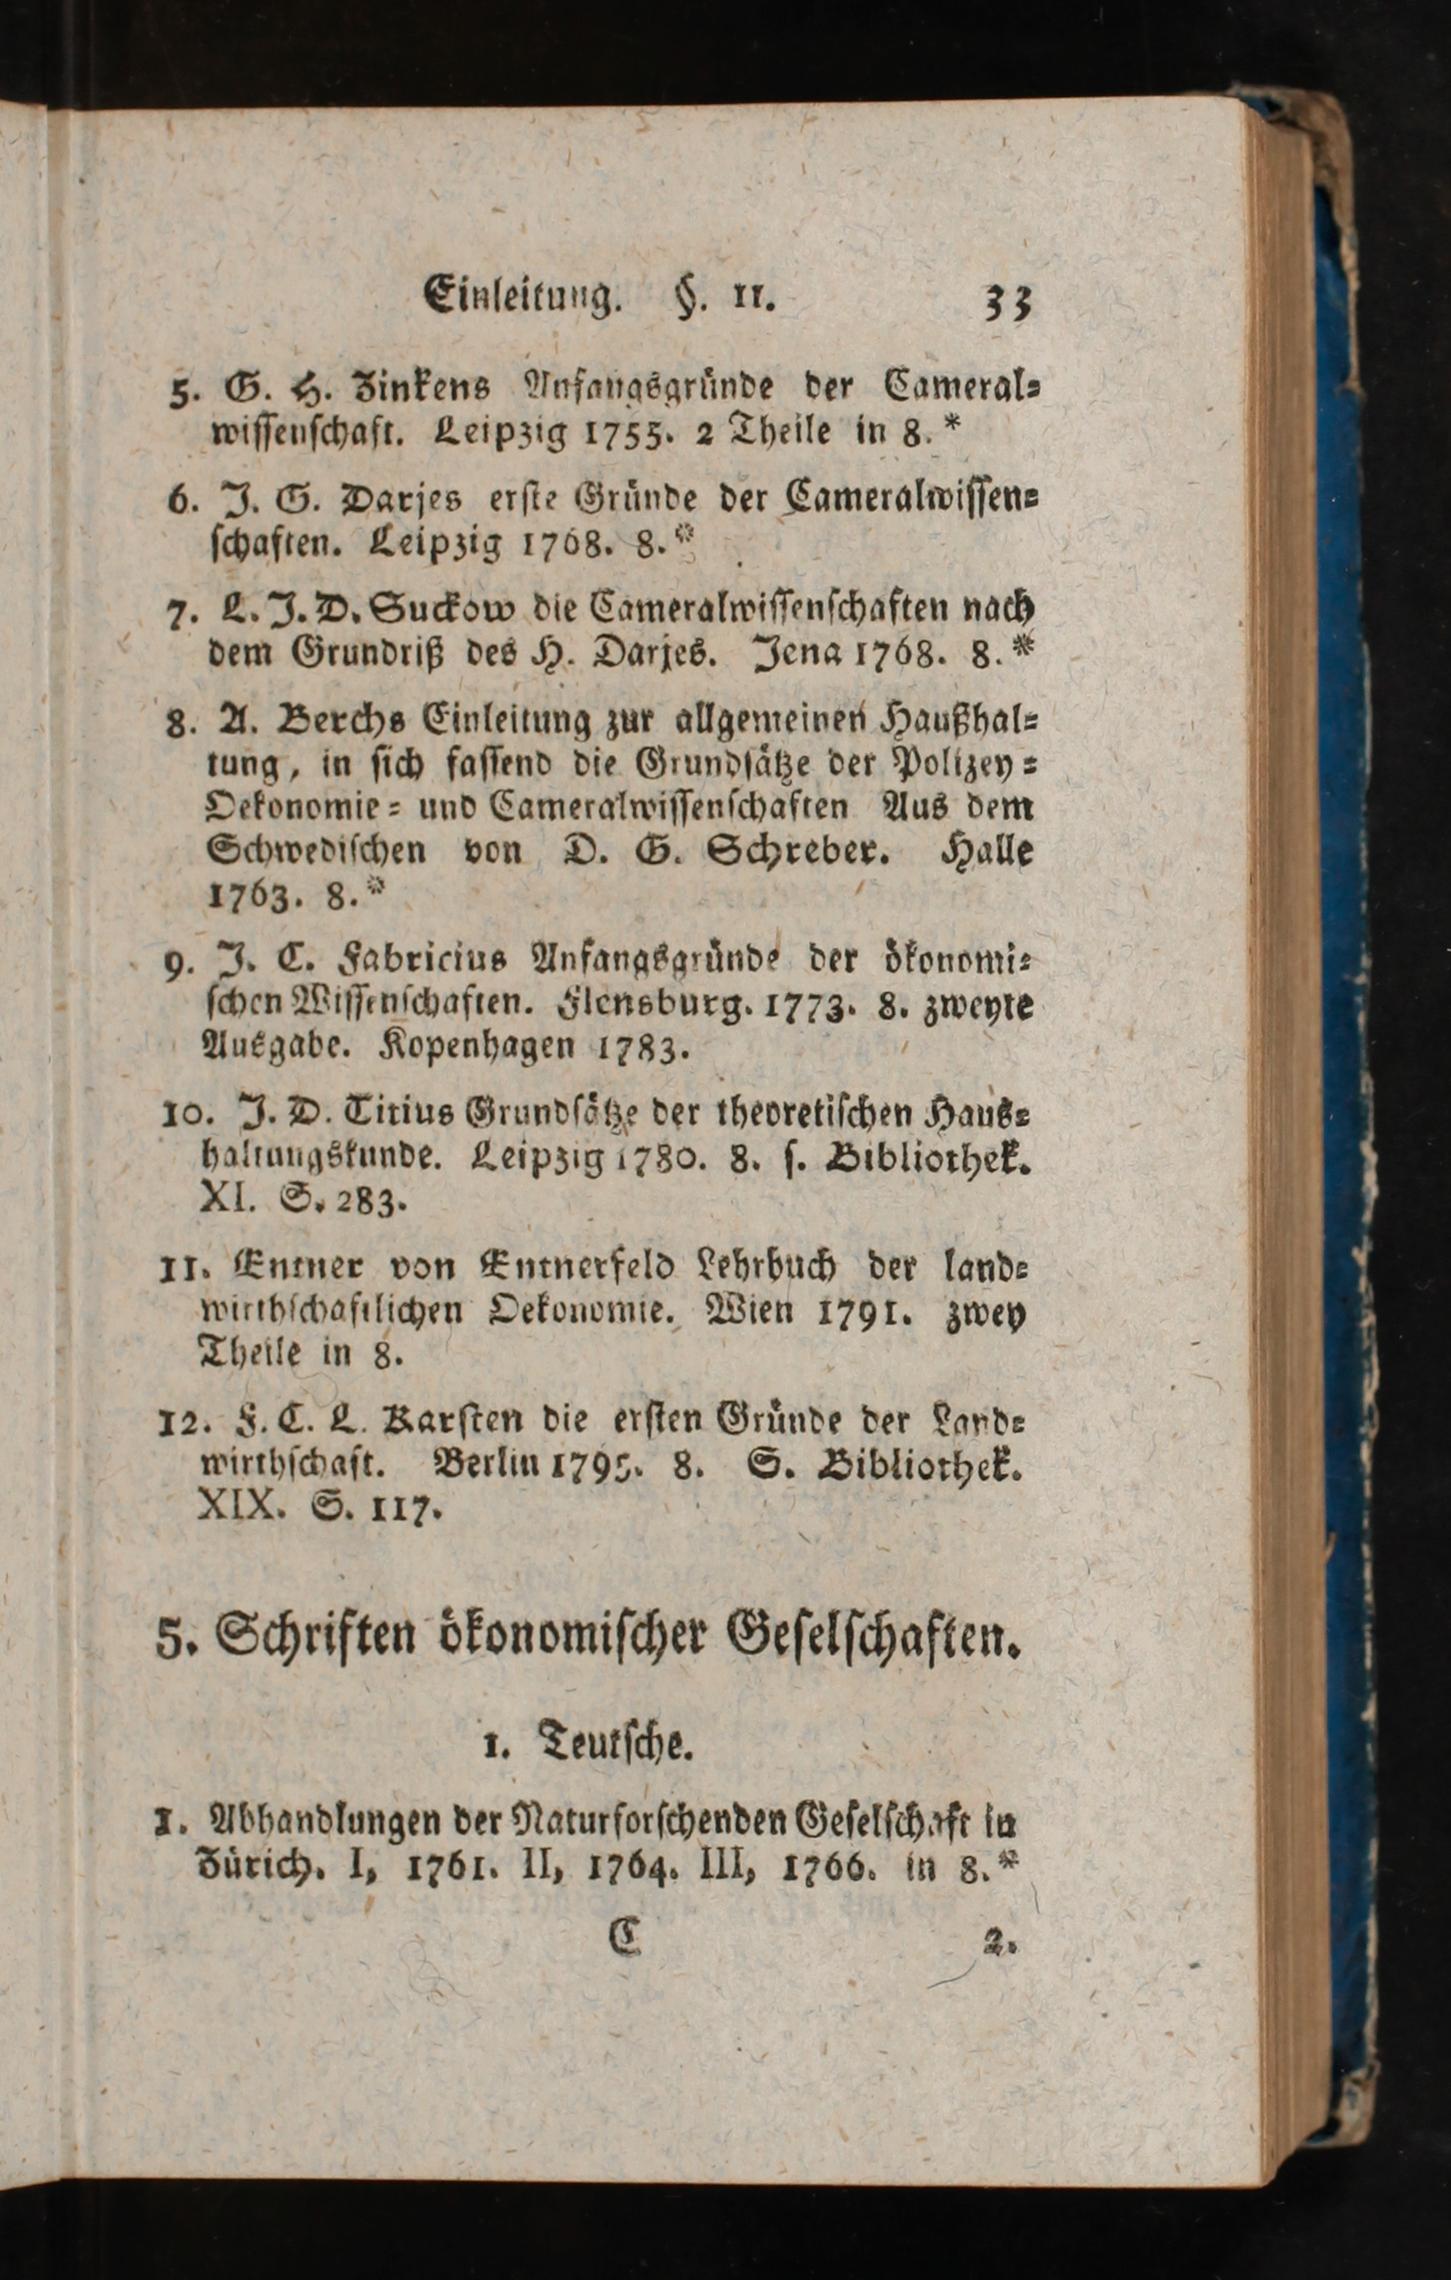 Einleitung. §. 11. 33
5. G. H. Zinkens Anfangsgründe der Cameral=
wissenschaft. Leipzig 1755. 2 Theile in 8.*
6. J. G. Darjes erste Gründe der Cameralwissen=
schaften. Leipzig 1768. 8.*
7. L. J. D. Suckow die Cameralwissenschaften nach
dem Grundriß des H. Darjes. Jena 1768. 8.*
8. A. Berchs Einleitung zur allgemeinen Haußhal=
tung, in sich fassend die Grundsätze der Polizey=
Oekonomie= und Cameralwissenschaften Aus dem
Schwedischen von D. G. Schreber. Halle
1763. 8.*
9. J. C. Fabricius Anfangsgründe der ökonomi=
schen Wissenschaften. Flensburg. 1773. 8. zweyte
Ausgabe. Kopenhagen 1783.
10. J. D. Titius Grundsätze der theoretischen Haus=
haltungskunde. Leipzig 1780. 8. s. Bibliothek.
XI. S. 283.
11. Entner von Entnerfeld Lehrbuch der land=
wirthschaftlichen Oekonomie. Wien 1791. zwey
Theile in 8.
12. F. C. L. Karsten die ersten Gründe der Land=
wirthschaft. Berlin 1795. 8. S. Bibliothek.
XIX. S. 117.
5. Schriften ökonomischer Geselschaften.
1. Teutsche.
1. Abhandlungen der Naturforschenden Geselschaft in
Zürich. I, 1761. II, 1764. III, 1766. in 8.*
C 2.